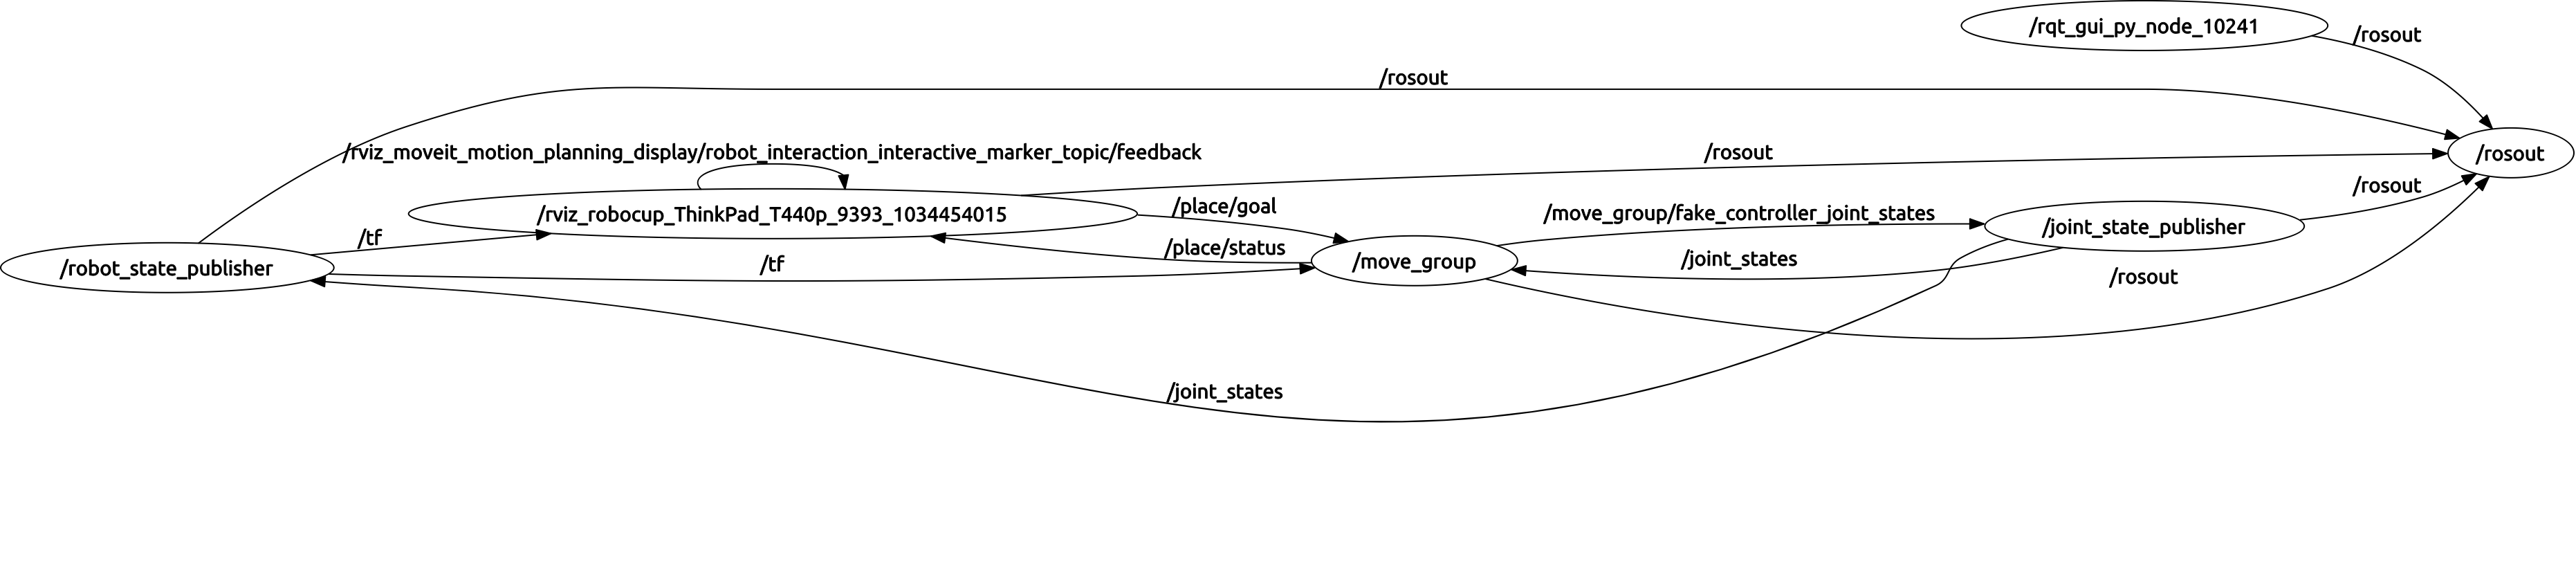 /rqt_gui_py_node_10241
/rosout
/rosout
/rviz_moveit_motion_planning_display/robot_interaction_interactive_marker_topic/feedback
/rosout
/rosout
/rosout
/place/goal
/move_group/fake_controller_joint_states
/rviz_robocup_ThinkPad_T440p_9393_1034454015
/joint_state_publisher
/tf
/place/status
/robot_state_publisher
/tf
/move_group
/joint_states
/rosout
/joint_states